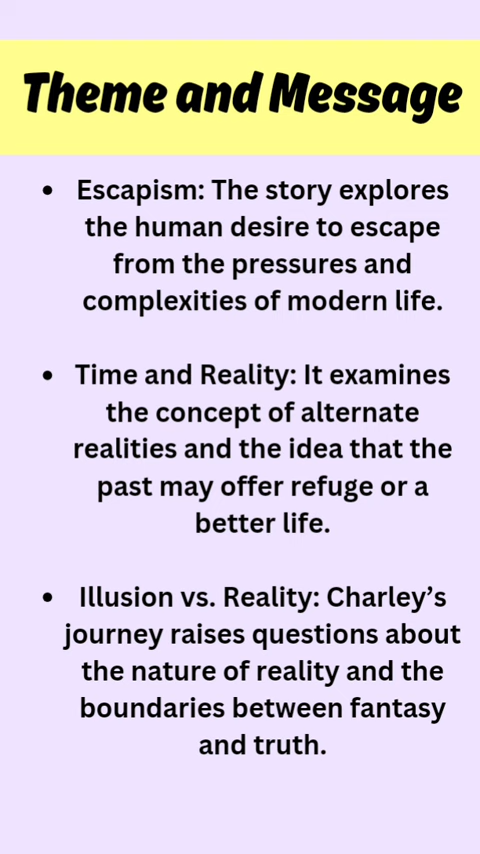 Theme and Message
• Escapism: The story explores
the human desire to escape
from the pressures and
complexities of modern life.
• Time and Reality: It examines
the concept of alternate
realities and the idea that the
past may offer refuge or a
better life.
• Illusion vs. Reality: Charley’s
journey raises questions about
the nature of reality and the
boundaries between fantasy
and truth.